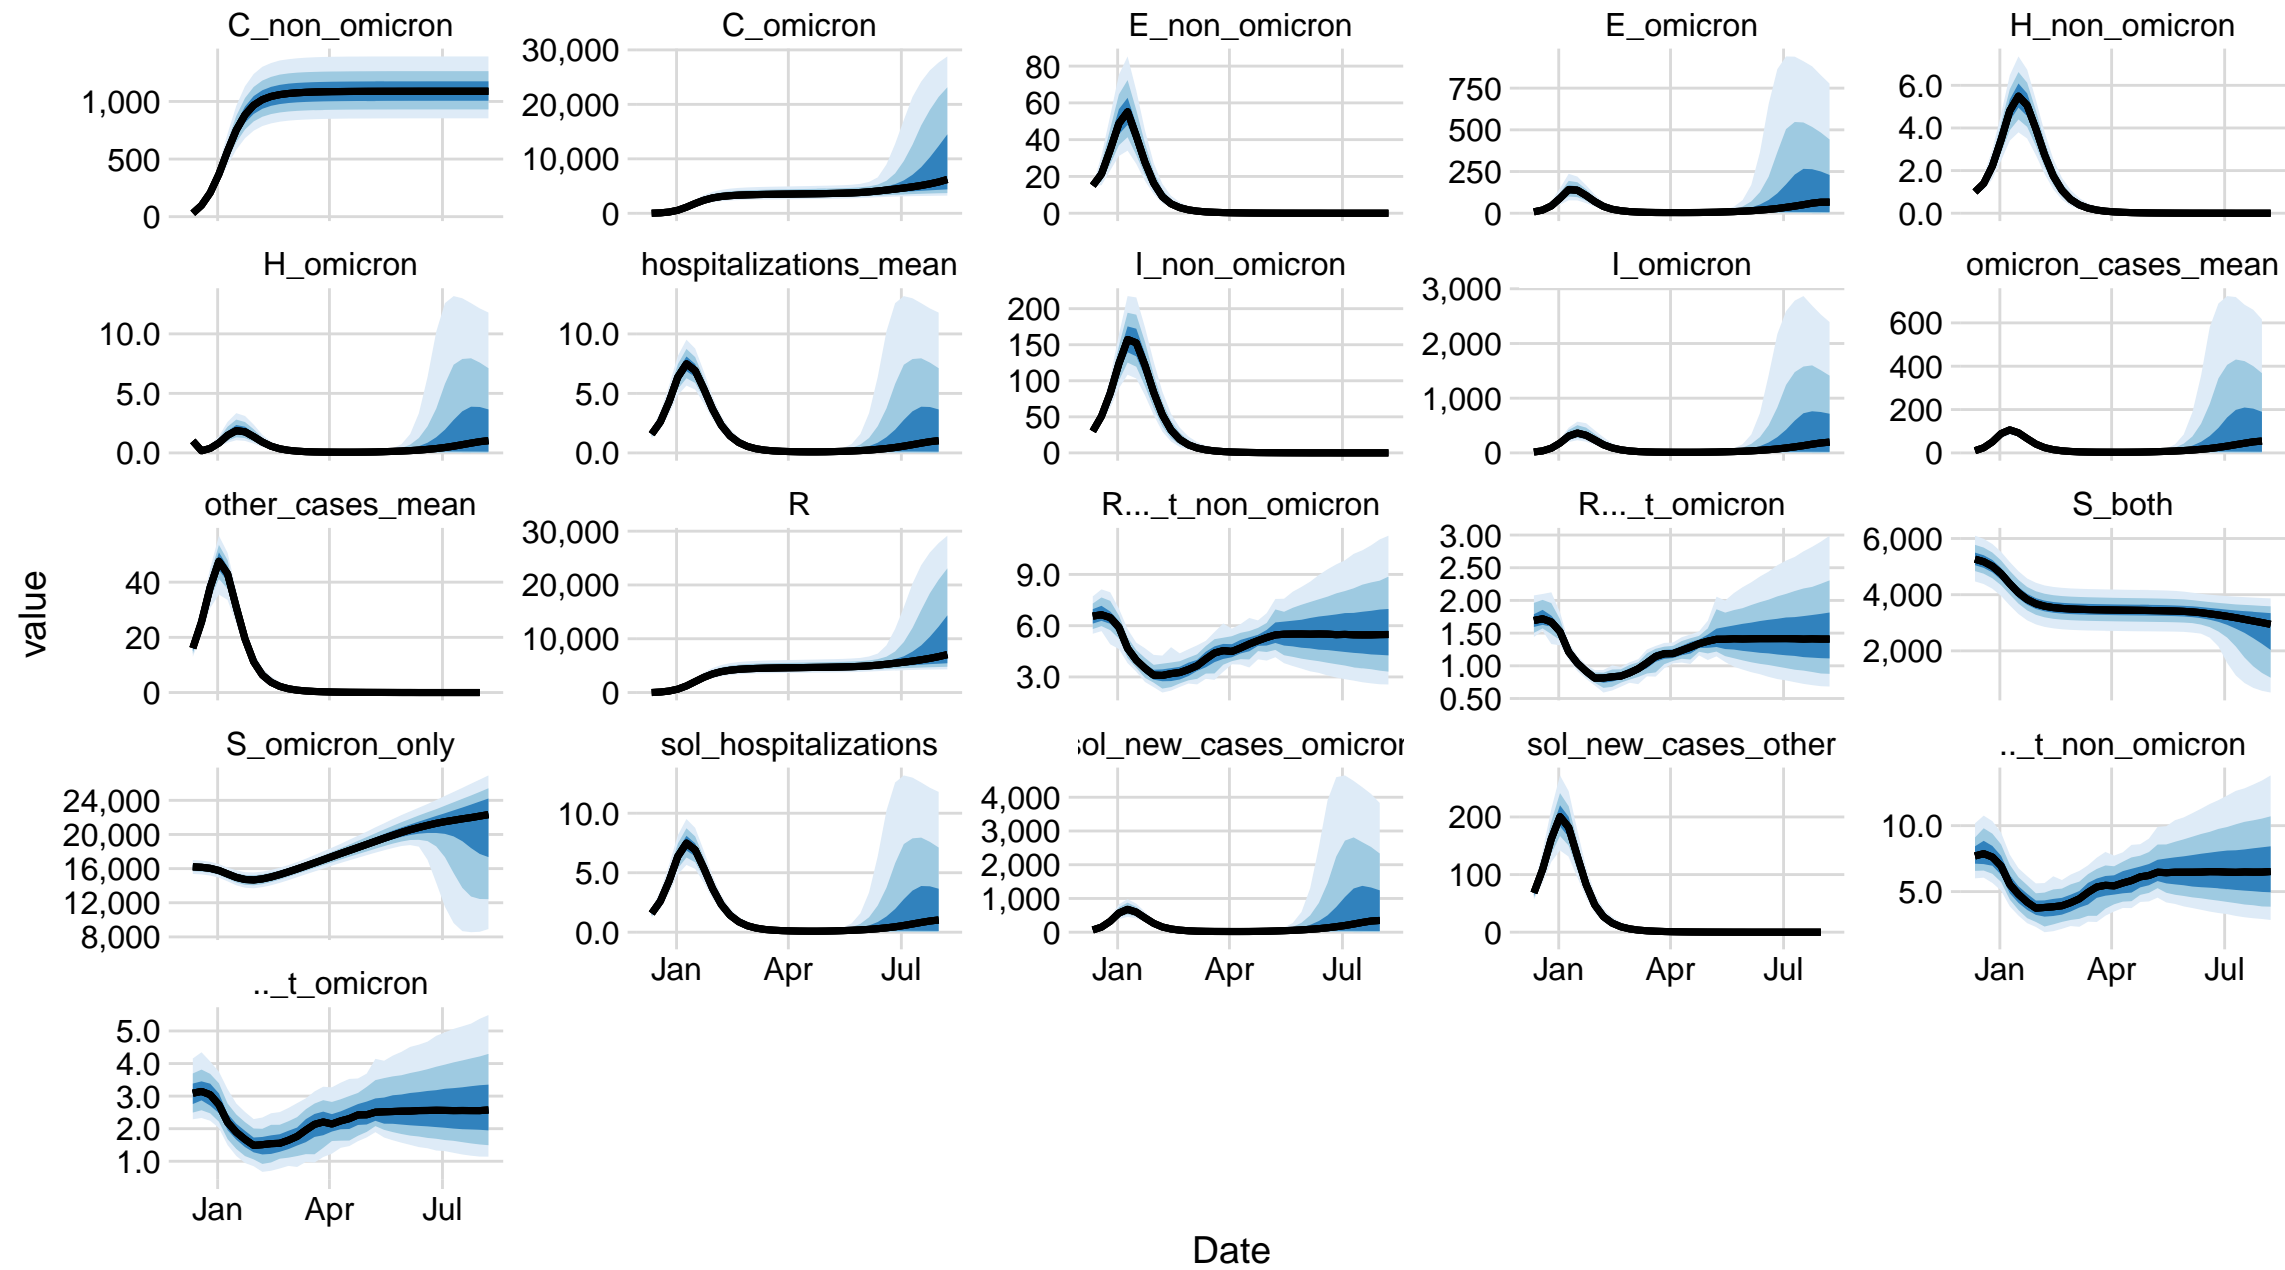 C_non_omicron
1,000
500
0
C_omicron
30,000
20,000
10,000
0
E_non_omicron
80
60
40
20
0
E_omicron
750
500
250
0
H_non_omicron
6.0
4.0
2.0
0.0
H_omicron
10.0
5.0
0.0
hospitalizations_mean
10.0
5.0
0.0
I_non_omicron
200
150
100
50
0
I_omicron
3,000
2,000
1,000
0
omicron_cases_mean
600
400
200
0
value
other_cases_mean
40
20
0
R
30,000
20,000
10,000
0
R..._t_non_omicron
9.0
6.0
3.0
R..._t_omicron
3.00
2.50
2.00
1.50
1.00
0.50
S_both
6,000
4,000
2,000
S_omicron_only
24,000
20,000
16,000
12,000
8,000
sol_hospitalizations
10.0
5.0
0.0
Jan Apr Jul
sol_new_cases_omicron
4,000
3,000
2,000
1,000
0
Jan Apr Jul
sol_new_cases_other
200
100
0
Jan Apr Jul
.._t_non_omicron
10.0
5.0
Jan Apr Jul
.._t_omicron
5.0
4.0
3.0
2.0
1.0
Jan Apr Jul
Date